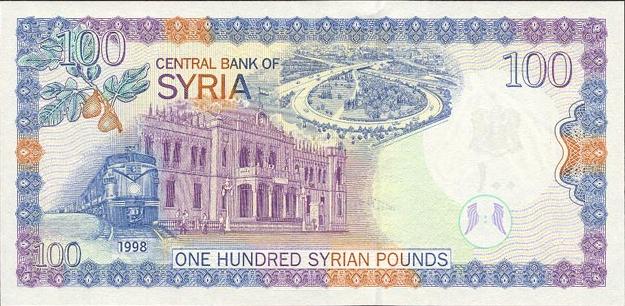 100
CENTRAL BANK OF
SYRIA
100
100
1998
ONE HUNDRED SYRIAN POUNDS